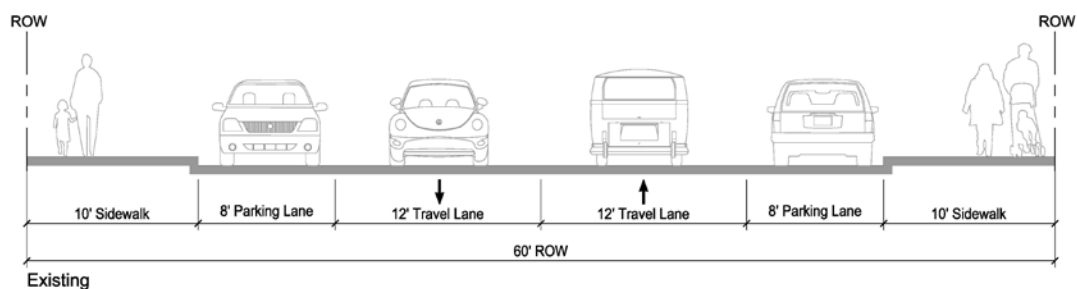 ROW
ROW
10' Sidewalk
8' Parking Lane
12' Travel Lane
12' Travel Lane
8' Parking Lane
10' Sidewalk
60' ROW
Existing